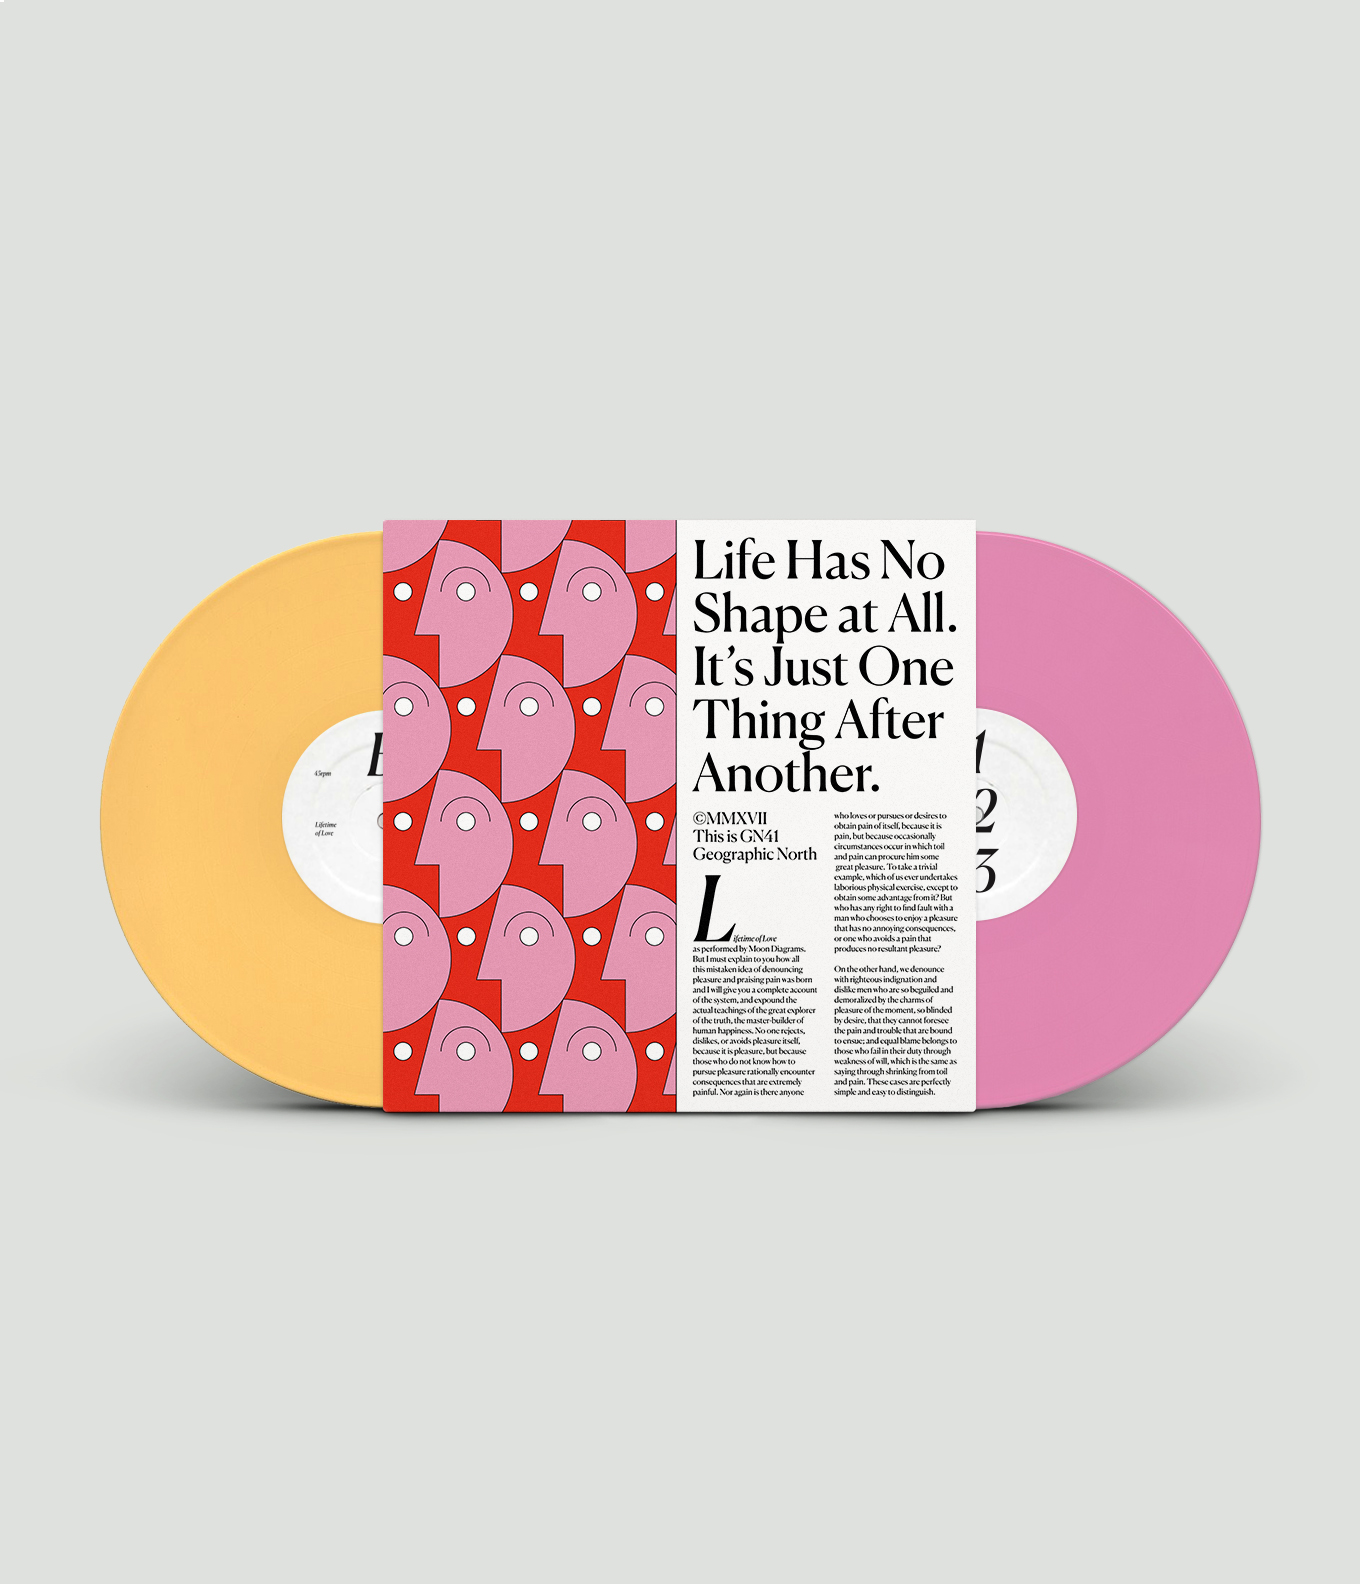 Life Has No
Shape at All.
It’s Just One
Thing After
Another.
©MMXVII
This is GN41
Geographic North
Lifetime of Love
as performed by Moon Diagrams.
But I must explain to you how all
this mistaken idea of denouncing
pleasure and praising pain was born
and I will give you a complete account
of the system, and expound the
actual teachings of the great explorer
of the truth, the master-builder of
human happiness. No one rejects,
dislikes, or avoids pleasure itself,
because it is pleasure, but because
those who do not know how to
pursue pleasure rationally encounter
consequences that are extremely
painful. Nor again is there anyone
who loves or pursues or desires to
obtain pain of itself, because it is
pain, but because occasionally
circumstances occur in which toil
and pain can procure him some
great pleasure. To take a trivial
example, which of us ever undertakes
laborious physical exercise, except to
obtain some advantage from it? But
who has any right to find fault with a
man who chooses to enjoy a pleasure
that has no annoying consequences,
or one who avoids a pain that
produces no resultant pleasure?
On the other hand, we denounce
with righteous indignation and
dislike men who are so beguiled and
demoralized by the charms of
pleasure of the moment, so blinded
by desire, that they cannot foresee
the pain and trouble that are bound
to ensue; and equal blame belongs to
those who fail in their duty through
weakness of will, which is the same as
saying through shrinking from toil
and pain. These cases are perfectly
simple and easy to distinguish.
45rpm
Lifetime
of Love
1
2
3